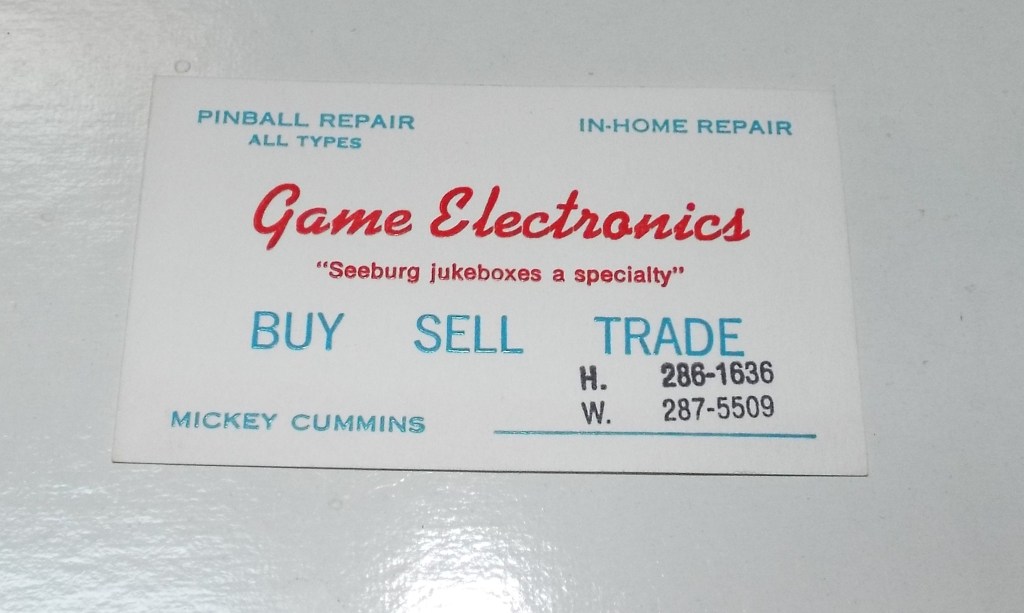 PINBALL REPAIR
ALL TYPES
IN-HOME REPAIR
Game Electronics
"Seeburg jukeboxes a specialty"
BUY SELL TRADE
H. 286-1636
W. 287-5509
MICKEY CUMMINS